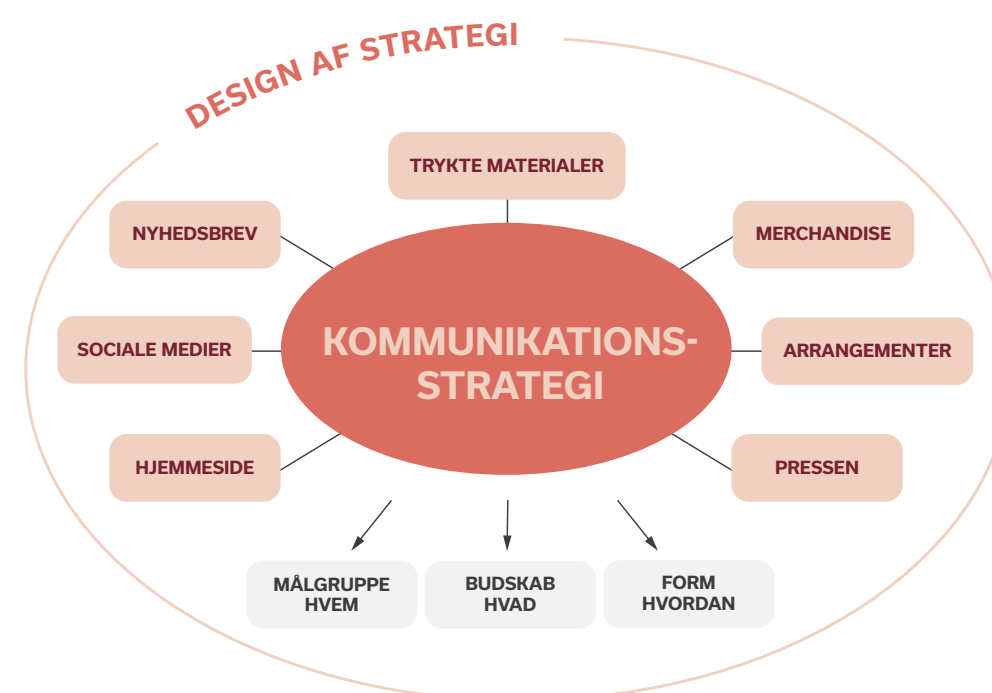 DESIGN AF STRATEGI
TRYKTE MATERIALER
NYHEDSBREV
MERCHANDISE
SOCIALE MEDIER
KOMMUNIKATIONS-
STRATEGI
ARRANGEMENTER
HJEMMESIDE
PRESSEN
MÅLGRUPPE
HVEM
BUDSKAB
HVAD
FORM
HVORDAN